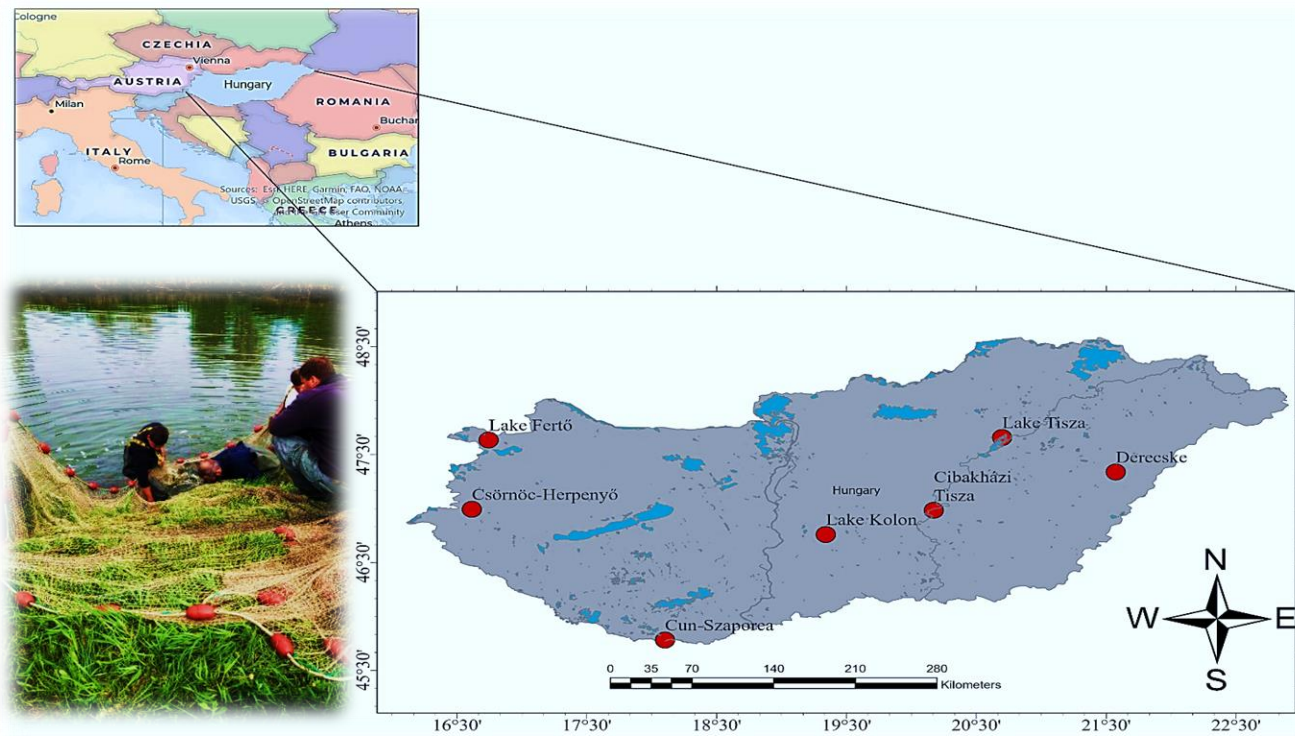 Cologne
CZECHIA
Vienna
AUSTRIA
Hungary
Milan
ROMANIA
Buchar
ITALY
Rome
BULGARIA
Sources: Esri, HERE, Garmin, FAO, NOAA,
USGS, © OpenStreetMap contributors,
User Community
GREECE
Athens
48°30'
47°30'
46°30'
45°30'
Lake Fertő
Lake Tisza
Derecske
Csörnöc-Herpenyő
Cibakházi
Tisza
Hungary
Lake Kolon
Cun-Szaporca
N
W
E
S
0 35 70 140 210 280
Kilometers
16°30' 17°30' 18°30' 19°30' 20°30' 21°30' 22°30'